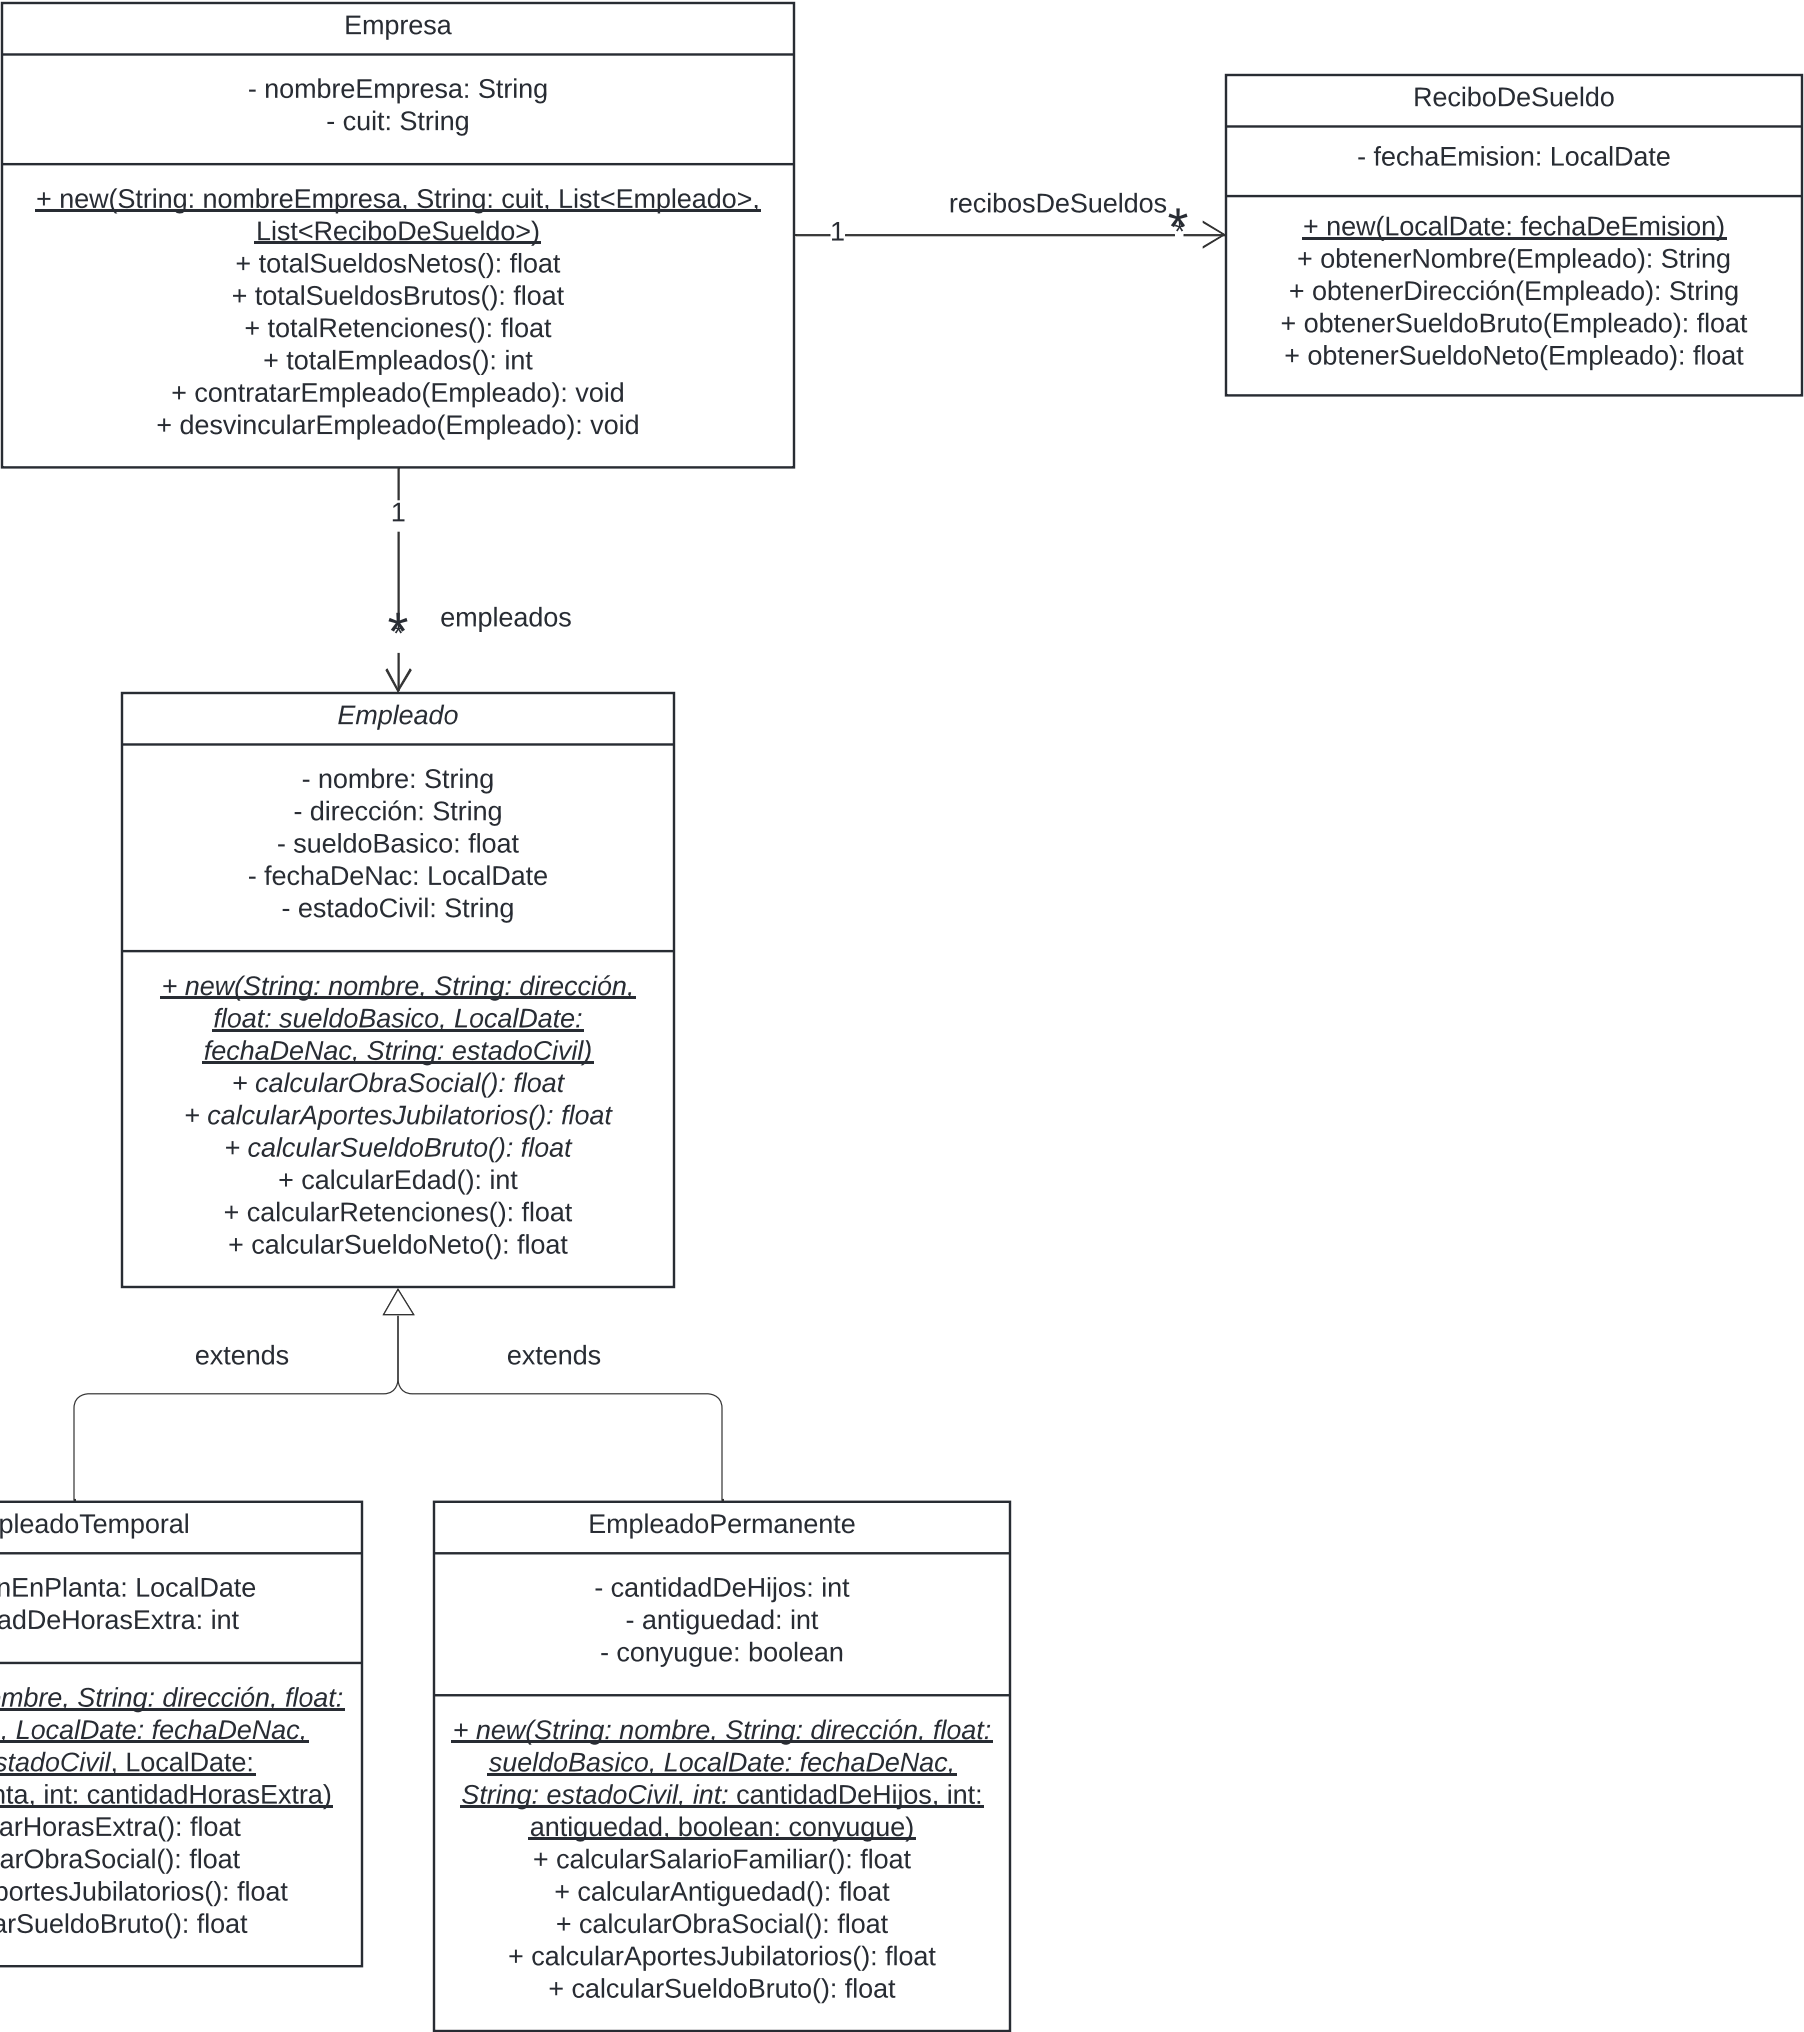 Empresa
- nombreEmpresa: String
- cuit: String
+ new(String: nombreEmpresa, String: cuit, List<Empleado>,
List<ReciboDeSueldo>)
+ totalSueldosNetos(): float
+ totalSueldosBrutos(): float
+ totalRetenciones(): float
+ totalEmpleados(): int
+ contratarEmpleado(Empleado): void
+ desvincularEmpleado(Empleado): void
1
recibosDeSueldos
*
*
ReciboDeSueldo
- fechaEmision: LocalDate
+ new(LocalDate: fechaDeEmision)
+ obtenerNombre(Empleado): String
+ obtenerDirección(Empleado): String
+ obtenerSueldoBruto(Empleado): float
+ obtenerSueldoNeto(Empleado): float
1
*
*
empleados
Empleado
- nombre: String
- dirección: String
- sueldoBasico: float
- fechaDeNac: LocalDate
- estadoCivil: String
+ new(String: nombre, String: dirección,
float: sueldoBasico, LocalDate:
fechaDeNac, String: estadoCivil)
+ calcularObraSocial(): float
+ calcularAportesJubilatorios(): float
+ calcularSueldoBruto(): float
+ calcularEdad(): int
+ calcularRetenciones(): float
+ calcularSueldoNeto(): float
extends
extends
pleadoTemporal
nEnPlanta: LocalDate
adDeHorasExtra: int
mbre, String: dirección, float:
, LocalDate: fechaDeNac,
stadoCivil, LocalDate:
nta, int: cantidadHorasExtra)
arHorasExtra(): float
arObraSocial(): float
portesJubilatorios(): float
arSueldoBruto(): float
EmpleadoPermanente
- cantidadDeHijos: int
- antiguedad: int
- conyugue: boolean
+ new(String: nombre, String: dirección, float:
sueldoBasico, LocalDate: fechaDeNac,
String: estadoCivil, int: cantidadDeHijos, int:
antiguedad, boolean: conyugue)
+ calcularSalarioFamiliar(): float
+ calcularAntiguedad(): float
+ calcularObraSocial(): float
+ calcularAportesJubilatorios(): float
+ calcularSueldoBruto(): float